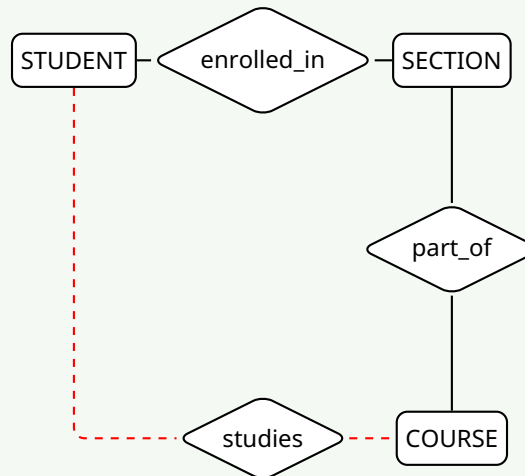 STUDENT
enrolled_in
SECTION
part_of
studies
COURSE